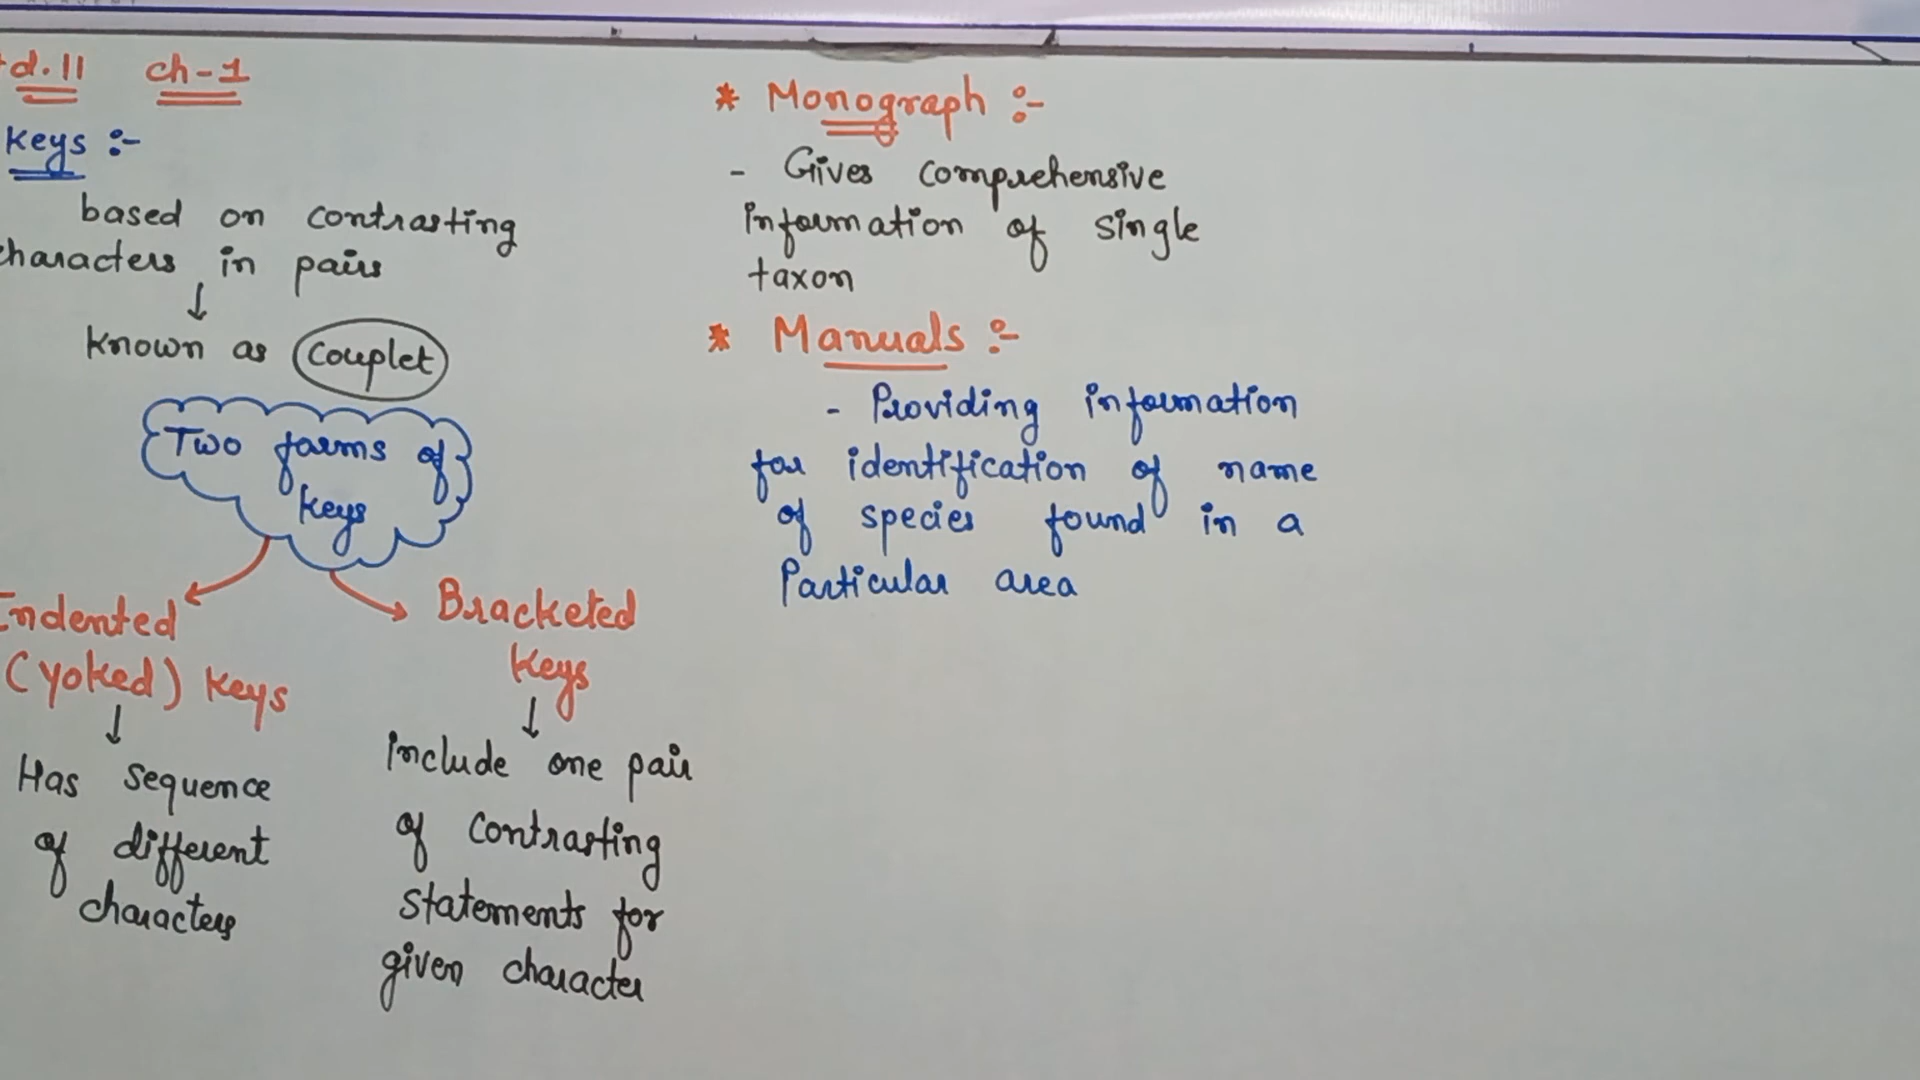 d.11 ch-1
Keys :-
based on contrasting
characters in pairs
↓
known as couplet
Two forms of
keys
Indented
(Yoked) keys
↓
Has sequence
of different
characters
Bracketed
keys
↓
include one pair
of contrasting
statements for
given character
* Monograph :-
- Gives comprehensive
information of single
taxon
* Manuals :-
- Providing information
for identification of name
of species found in a
Particular area